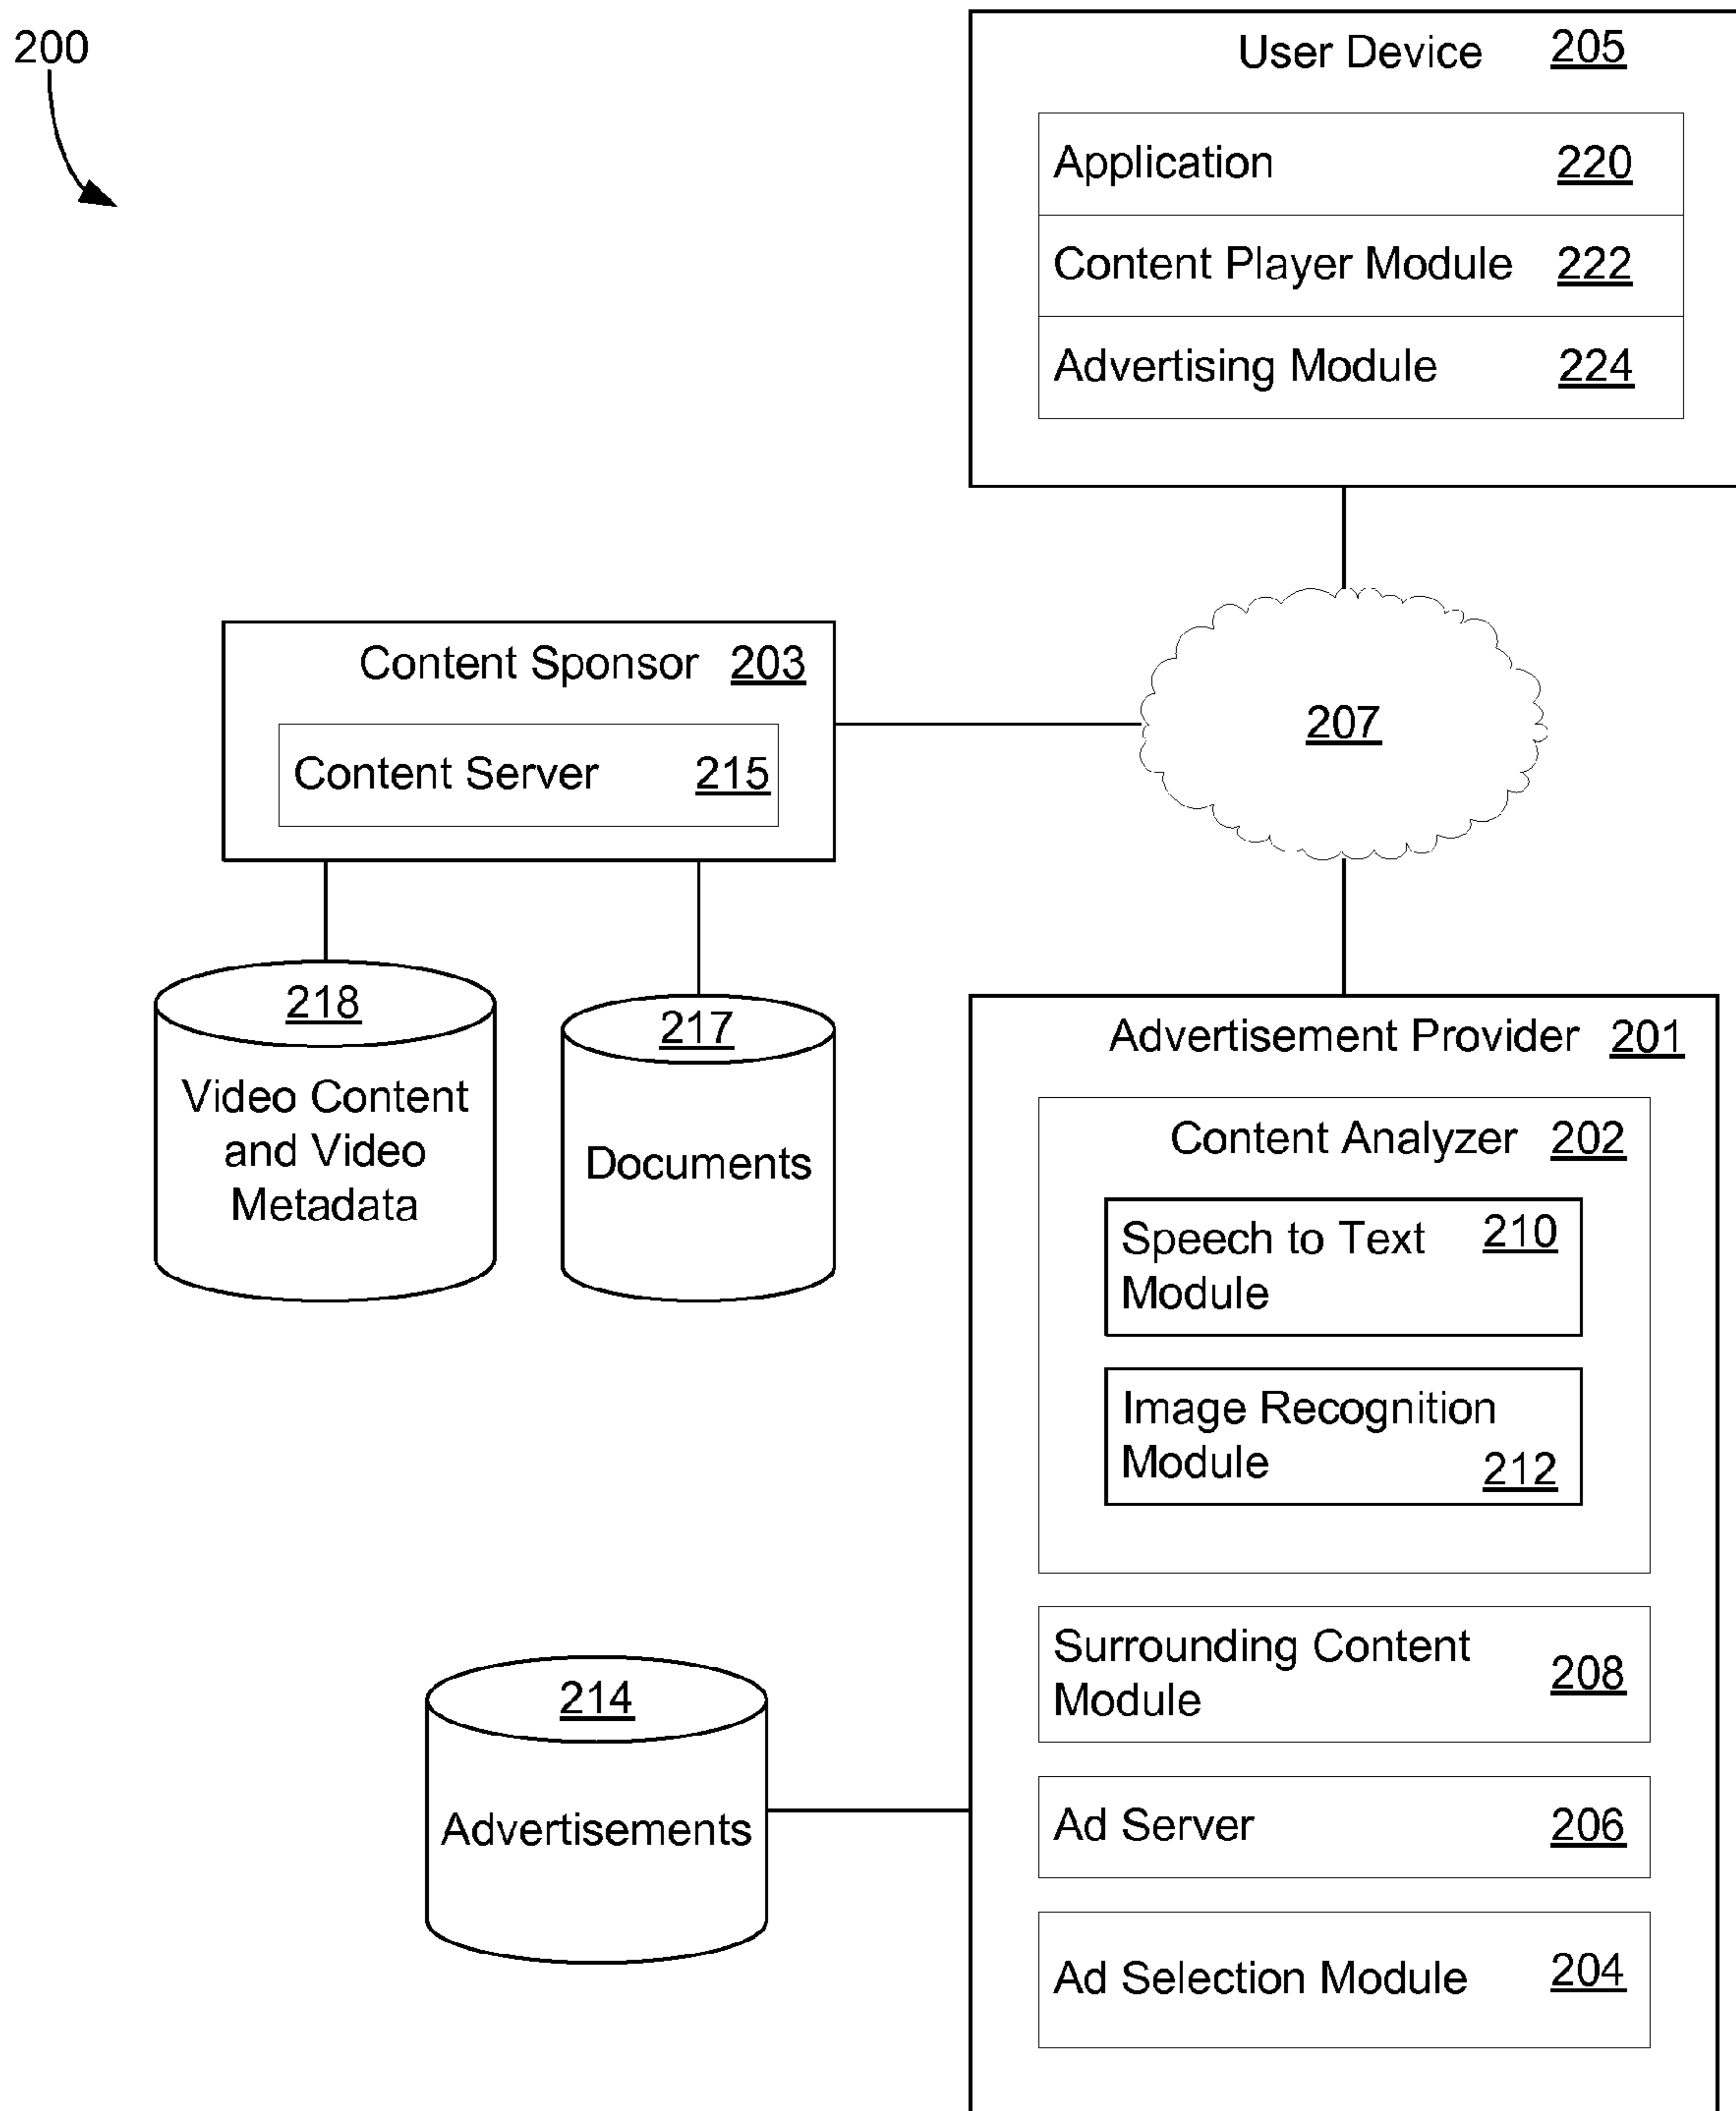 200
User Device 205
Application 220
Content Player Module 222
Advertising Module 224
Content Sponsor 203
Content Server 215
207
218
Video Content
and Video
Metadata
217
Documents
Advertisement Provider 201
Content Analyzer 202
Speech to Text 210
Module
Image Recognition
Module 212
Surrounding Content
Module 208
214
Advertisements
Ad Server 206
Ad Selection Module 204